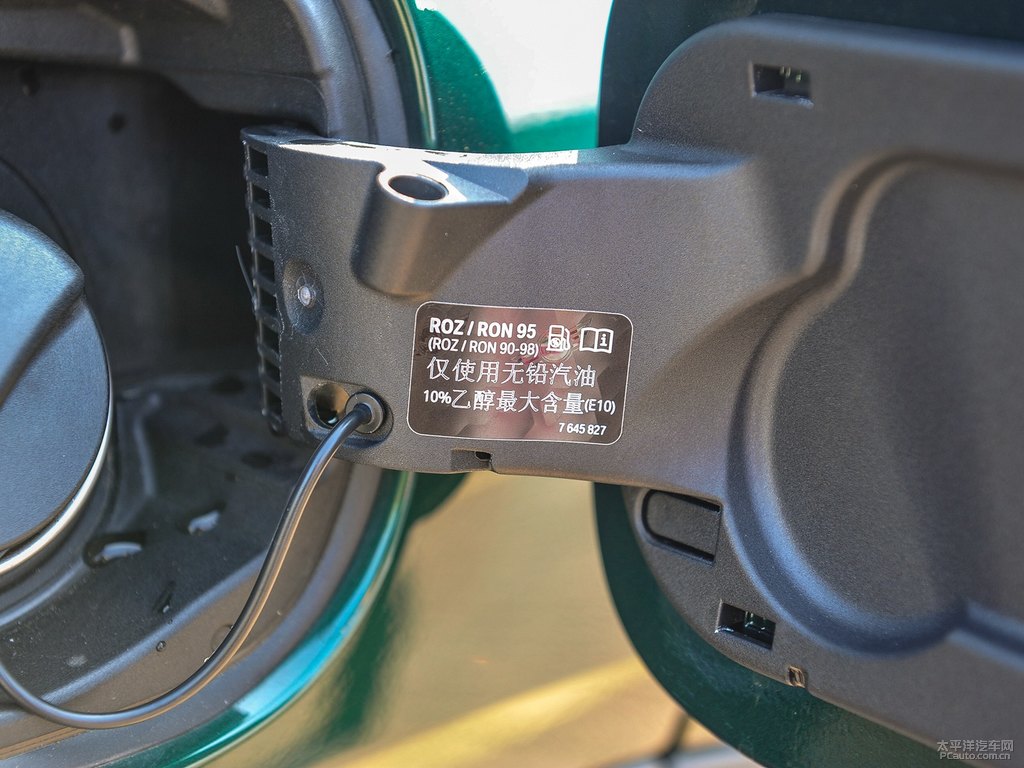 ROZ / RON 95
(ROZ / RON 90-98)
仅使用无铅汽油
10%乙醇最大含量(E10)
7 645 827
太平洋汽车网
PCauto.com.cn